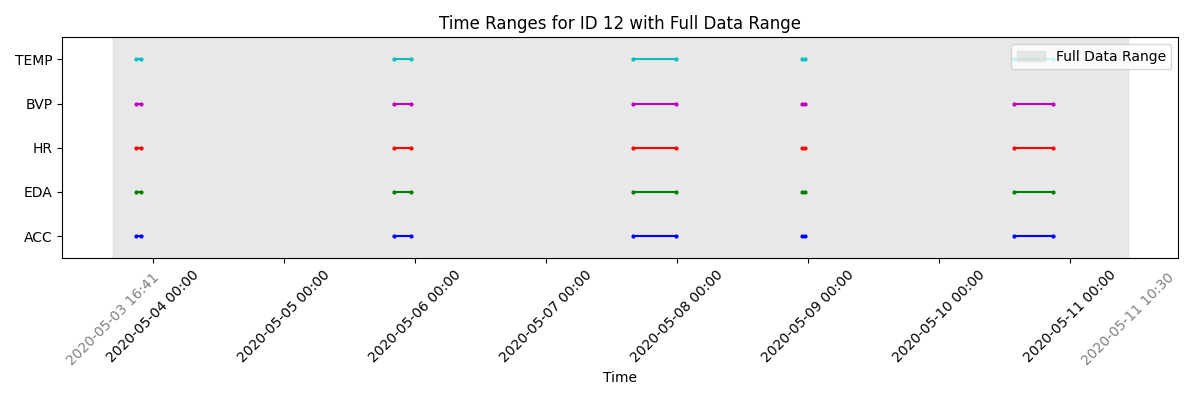 Time Ranges for ID 12 with Full Data Range
TEMP
BVP
HR
EDA
ACC
Full Data Range
2020-05-03 16:41
2020-05-04 00:00
2020-05-05 00:00
2020-05-06 00:00
2020-05-07 00:00
2020-05-08 00:00
2020-05-09 00:00
2020-05-10 00:00
2020-05-11 00:00
2020-05-11 10:30
Time